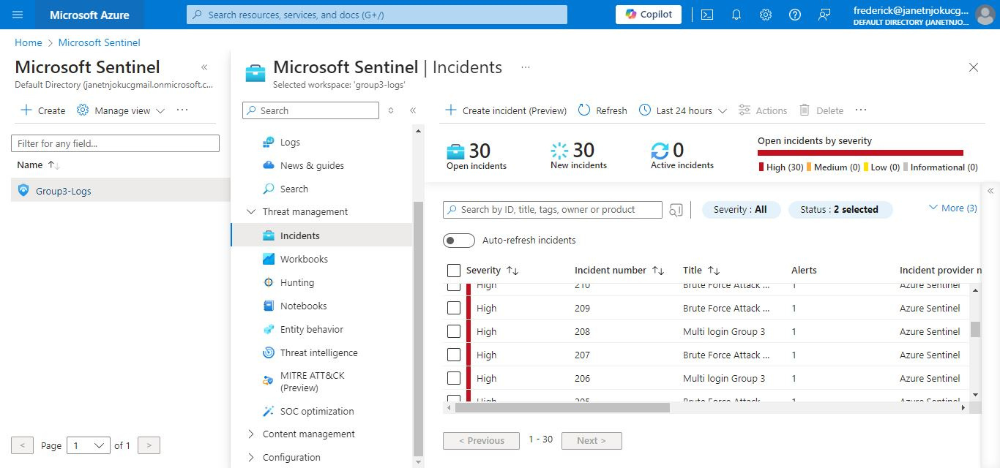 Microsoft Azure
Search resources, services, and docs (G+/)
Copilot
frederick@janetnjokucg...
DEFAULT DIRECTORY (JANETNJO...
Home > Microsoft Sentinel
Microsoft Sentinel «
Default Directory (janetnjokucgmail.onmicrosoft.c...
+ Create
Manage view
...
Filter for any field...
Name ↑↓
Group3-Logs
< Page 1 of 1 >
Microsoft Sentinel | Incidents ...
Selected workspace: 'group3-logs'
Search
«
Logs
News & guides
Search
Threat management
Incidents
Workbooks
Hunting
Notebooks
Entity behavior
Threat intelligence
MITRE ATT&CK
(Preview)
SOC optimization
Content management
Configuration
+ Create incident (Preview) Refresh Last 24 hours Actions Delete ...
30
Open incidents
30
New incidents
0
Active incidents
Open incidents by severity
High (30) Medium (0) Low (0) Informational (0)
«
Search by ID, title, tags, owner or product
Severity : All
Status : 2 selected
More (3)
Auto-refresh incidents
Severity ↑↓ Incident number ↑↓ Title ↑↓ Alerts Incident provider n
High 210 Brute Force Attack ... 1 Azure Sentinel
High 209 Brute Force Attack ... 1 Azure Sentinel
High 208 Multi login Group 3 1 Azure Sentinel
High 207 Brute Force Attack ... 1 Azure Sentinel
High 206 Multi login Group 3 1 Azure Sentinel
High 205 Brute Force Attack 1 Azure Sentinel
< Previous 1 - 30 Next >